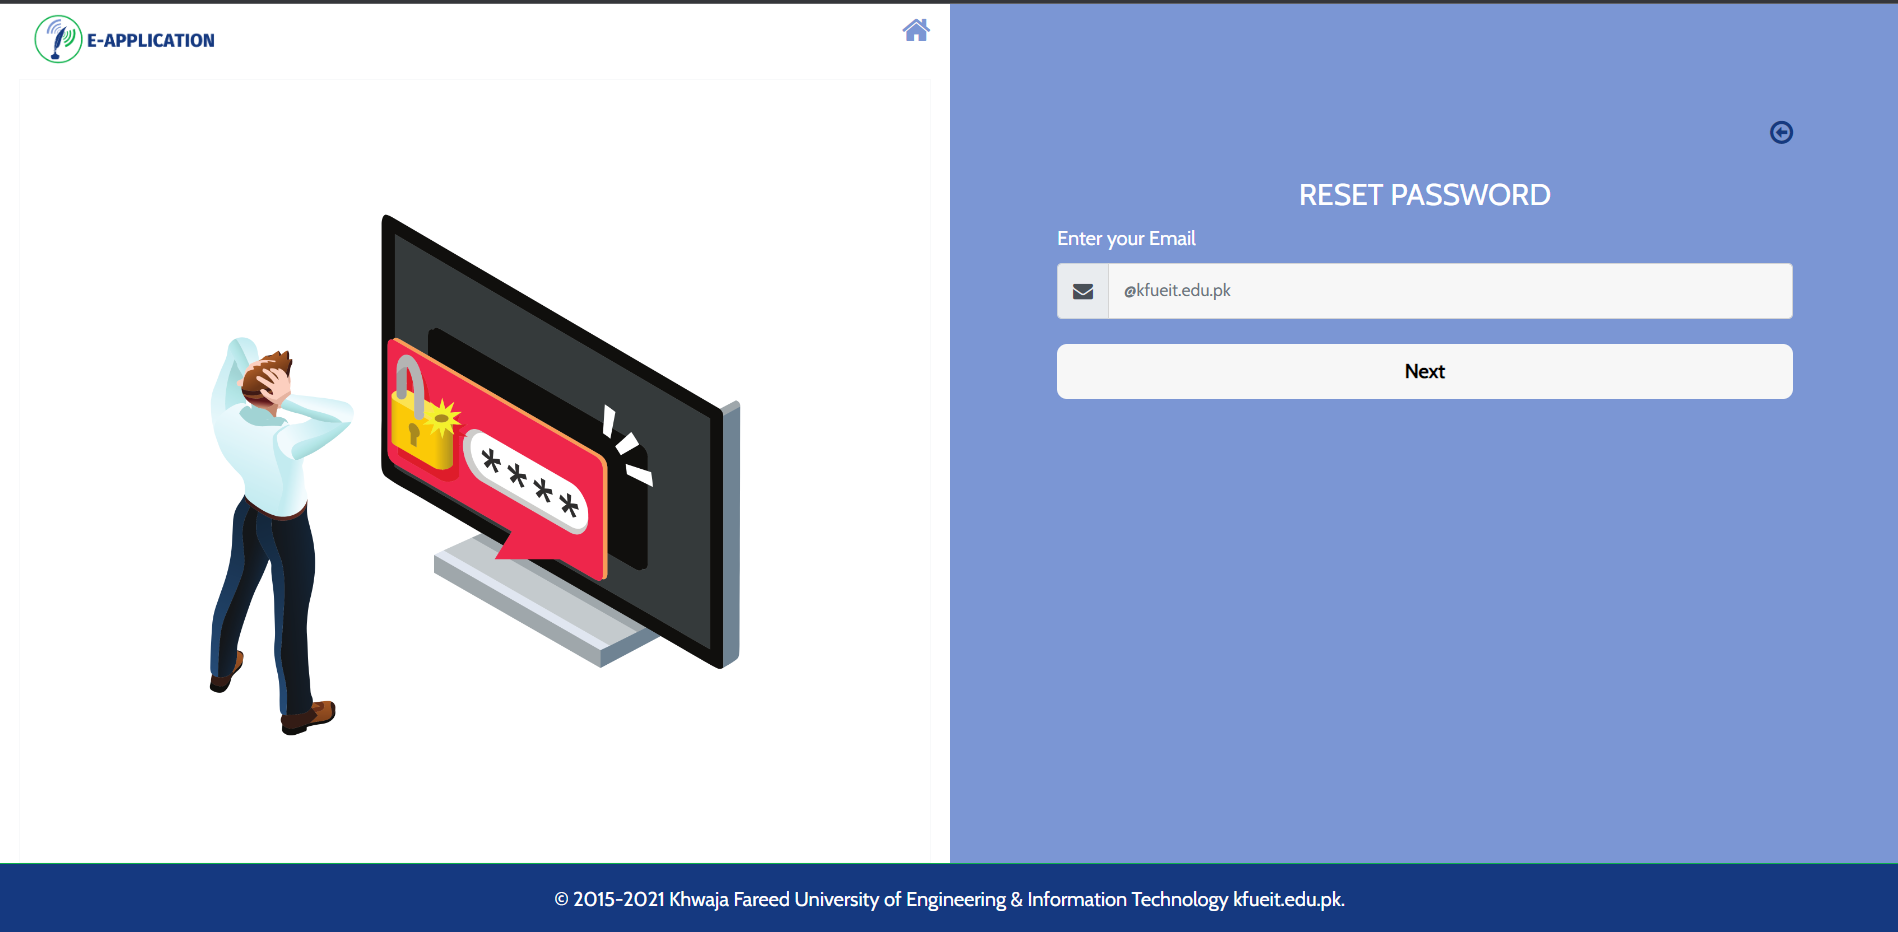 E-APPLICATION
****
RESET PASSWORD
Enter your Email
@kfueit.edu.pk
Next
© 2015-2021 Khwaja Fareed University of Engineering & Information Technology kfueit.edu.pk.